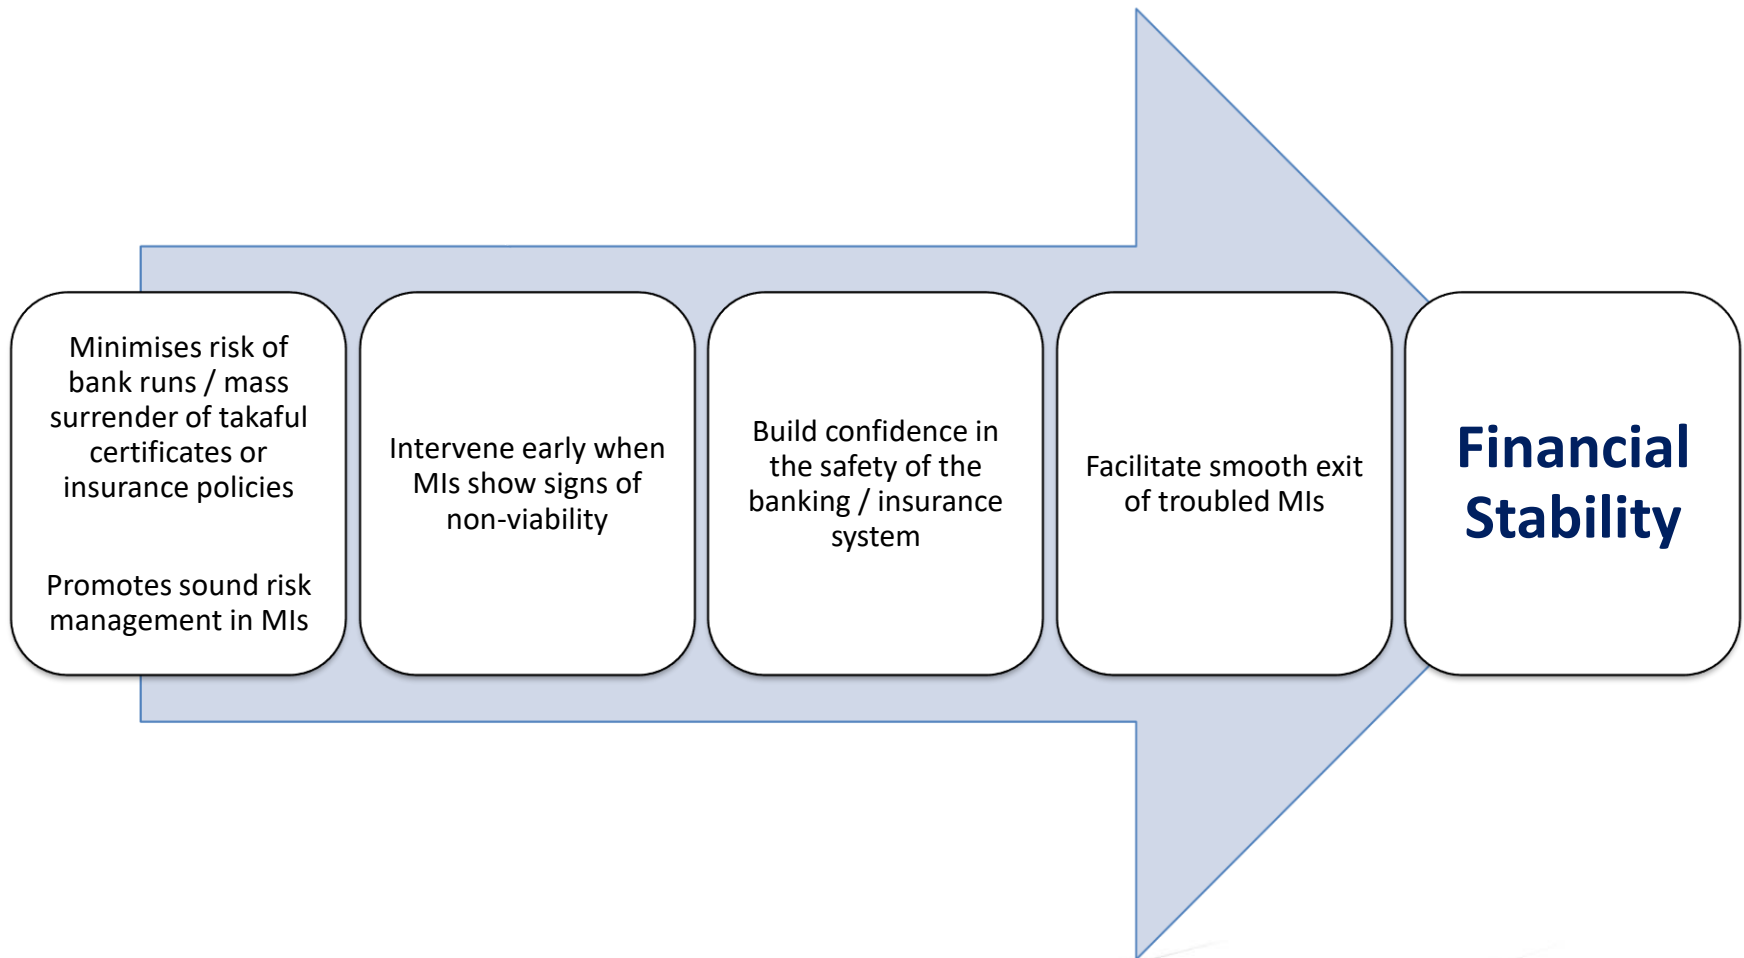 Minimises risk of
bank runs / mass
surrender of takaful
certificates or
insurance policies
Promotes sound risk
management in MIs
Intervene early when
MIs show signs of
non-viability
Build confidence in
the safety of the
banking / insurance
system
Facilitate smooth exit
of troubled MIs
Financial
Stability